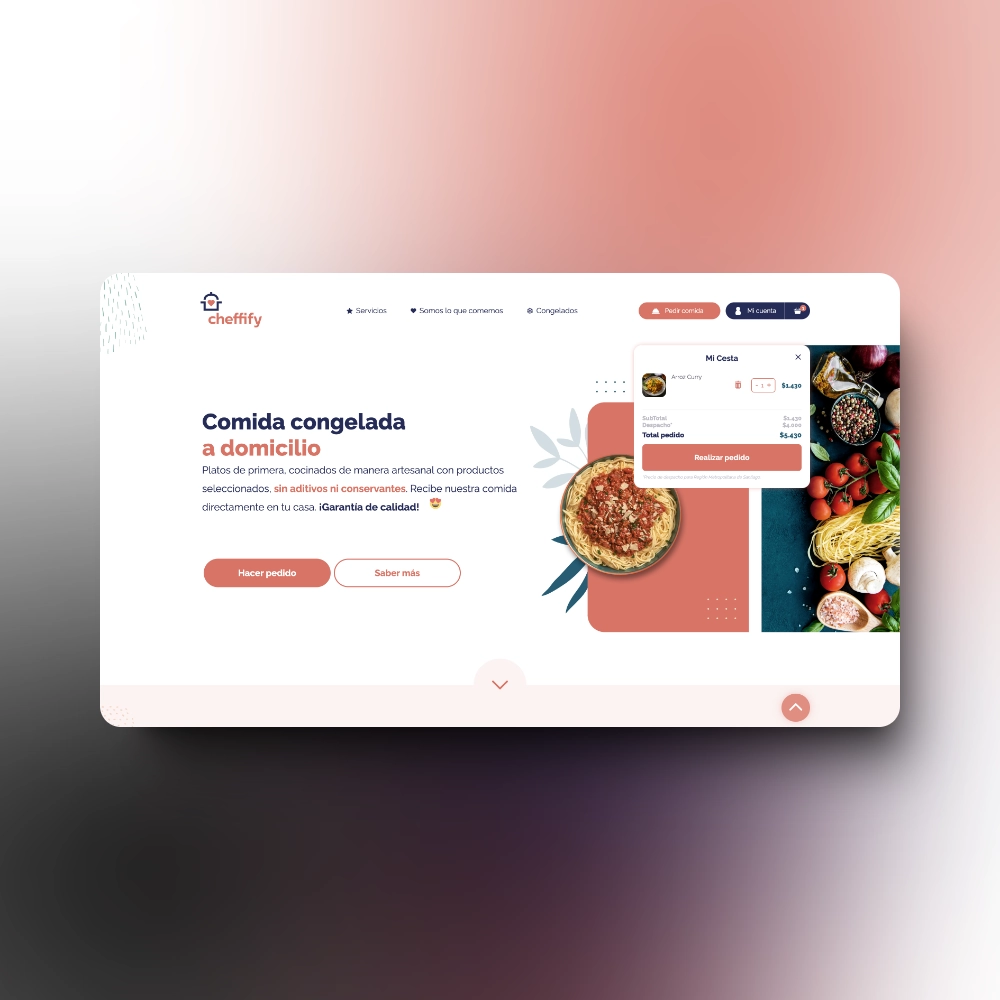 cheffify
Servicios
Somos lo que comemos
Congelados
Pedir comida
Mi cuenta
Mi Cesta
Arroz Curry
- 1 +
$1.430
SubTotal $1.430
Despacho* $4.000
Total pedido $5.430
Realizar pedido
Comida congelada
a domicilio
Platos de primera, cocinados de manera artesanal con productos
seleccionados, sin aditivos ni conservantes. Recibe nuestra comida
directamente en tu casa. ¡Garantía de calidad! 😍
Hacer pedido
Saber más